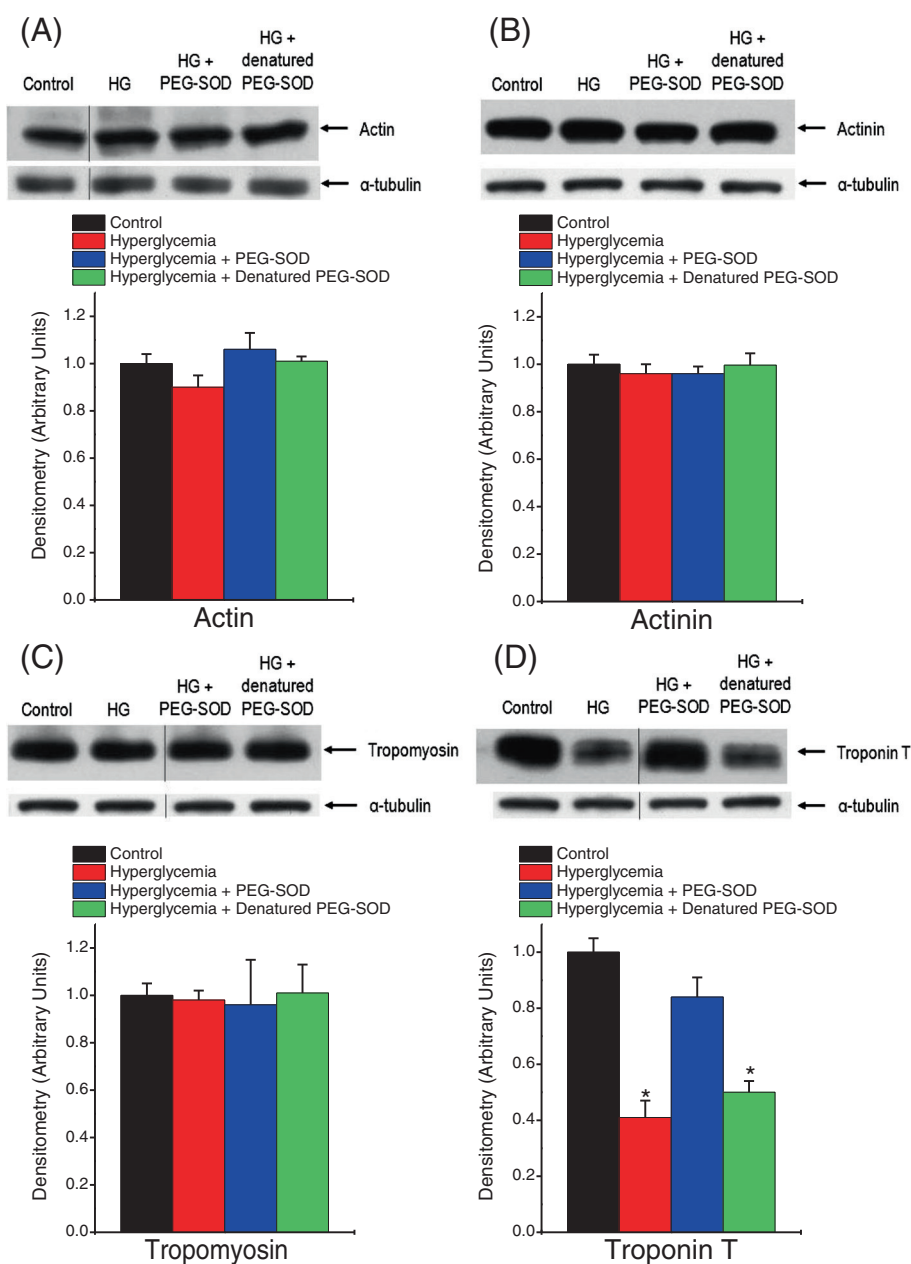 (A)
Control
HG
HG +
PEG-SOD
HG +
denatured
PEG-SOD
Actin
α-tubulin
Control
Hyperglycemia
Hyperglycemia + PEG-SOD
Hyperglycemia + Denatured PEG-SOD
Densitometry (Arbitrary Units)
1.2
1.0
0.8
0.6
0.4
0.2
0.0
Actin
(B)
Control
HG
HG +
PEG-SOD
HG +
denatured
PEG-SOD
Actinin
α-tubulin
Control
Hyperglycemia
Hyperglycemia + PEG-SOD
Hyperglycemia + Denatured PEG-SOD
Densitometry (Arbitrary Units)
1.2
1.0
0.8
0.6
0.4
0.2
0.0
Actinin
(C)
Control
HG
HG +
PEG-SOD
HG +
denatured
PEG-SOD
Tropomyosin
α-tubulin
Control
Hyperglycemia
Hyperglycemia + PEG-SOD
Hyperglycemia + Denatured PEG-SOD
Densitometry (Arbitrary Units)
1.2
1.0
0.8
0.6
0.4
0.2
0.0
Tropomyosin
(D)
Control
HG
HG +
PEG-SOD
HG +
denatured
PEG-SOD
Troponin T
α-tubulin
Control
Hyperglycemia
Hyperglycemia + PEG-SOD
Hyperglycemia + Denatured PEG-SOD
Densitometry (Arbitrary Units)
1.0
0.8
0.6
0.4
0.2
0.0
*
*
Troponin T